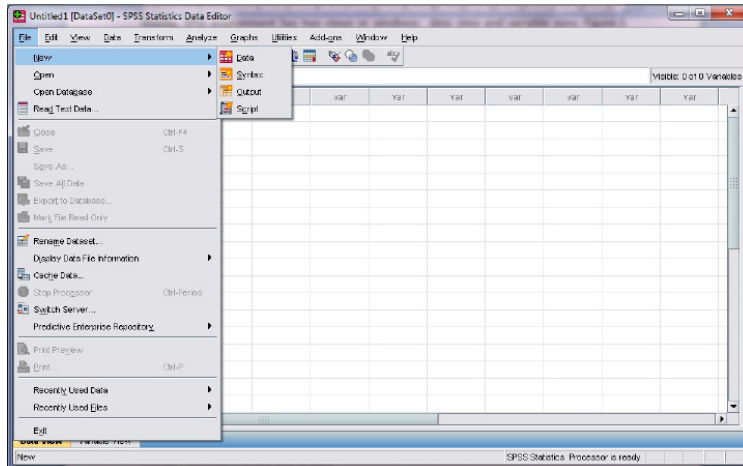 Untitled1 [DataSet0] - SPSS Statistics Data Editor
File Edit View Data Transform Analyze Graphs Utilities Add-ons Window Help
New
Data
Syntax
Output
Script
Open
Open Database
Read Text Data...
Close Ctrl-F4
Save Ctrl-S
Save As...
Save All Data
Export to Database...
Mark File Read Only
Rename Dataset...
Display Data File Information
Cache Data...
Stop Processor Ctrl-Period
Switch Server...
Predictive Enterprise Repository
Print Preview
Print... Ctrl-P
Recently Used Data
Recently Used Files
Exit
Visible: 0 of 0 Variables
var var var var var var var
Data View Variable View
New
SPSS Statistics Processor is ready